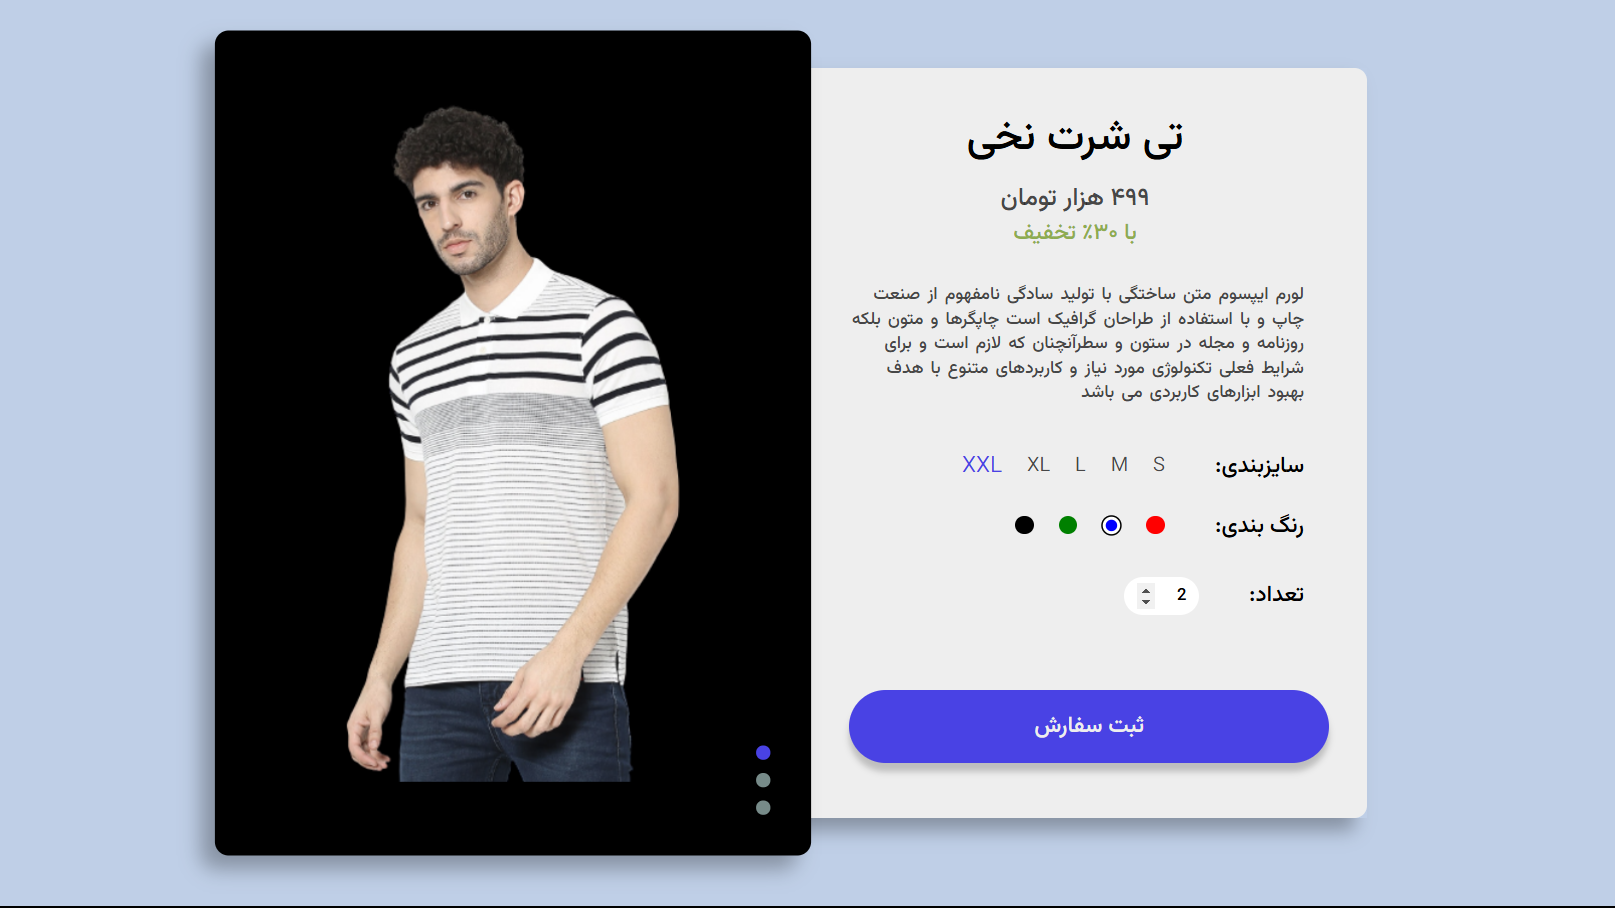 تی شرت نخی
۴۹۹ هزار تومان
با ۳۰٪ تخفیف
لورم ایپسوم متن ساختگی با تولید سادگی نامفهوم از صنعت
چاپ و با استفاده از طراحان گرافیک است چاپگرها و متون بلکه
روزنامه و مجله در ستون و سطرآنچنان که لازم است و برای
شرایط فعلی تکنولوژی مورد نیاز و کاربردهای متنوع با هدف
بهبود ابزارهای کاربردی می باشد
سایزبندی: S M L XL XXL
رنگ بندی:
تعداد: 2
ثبت سفارش